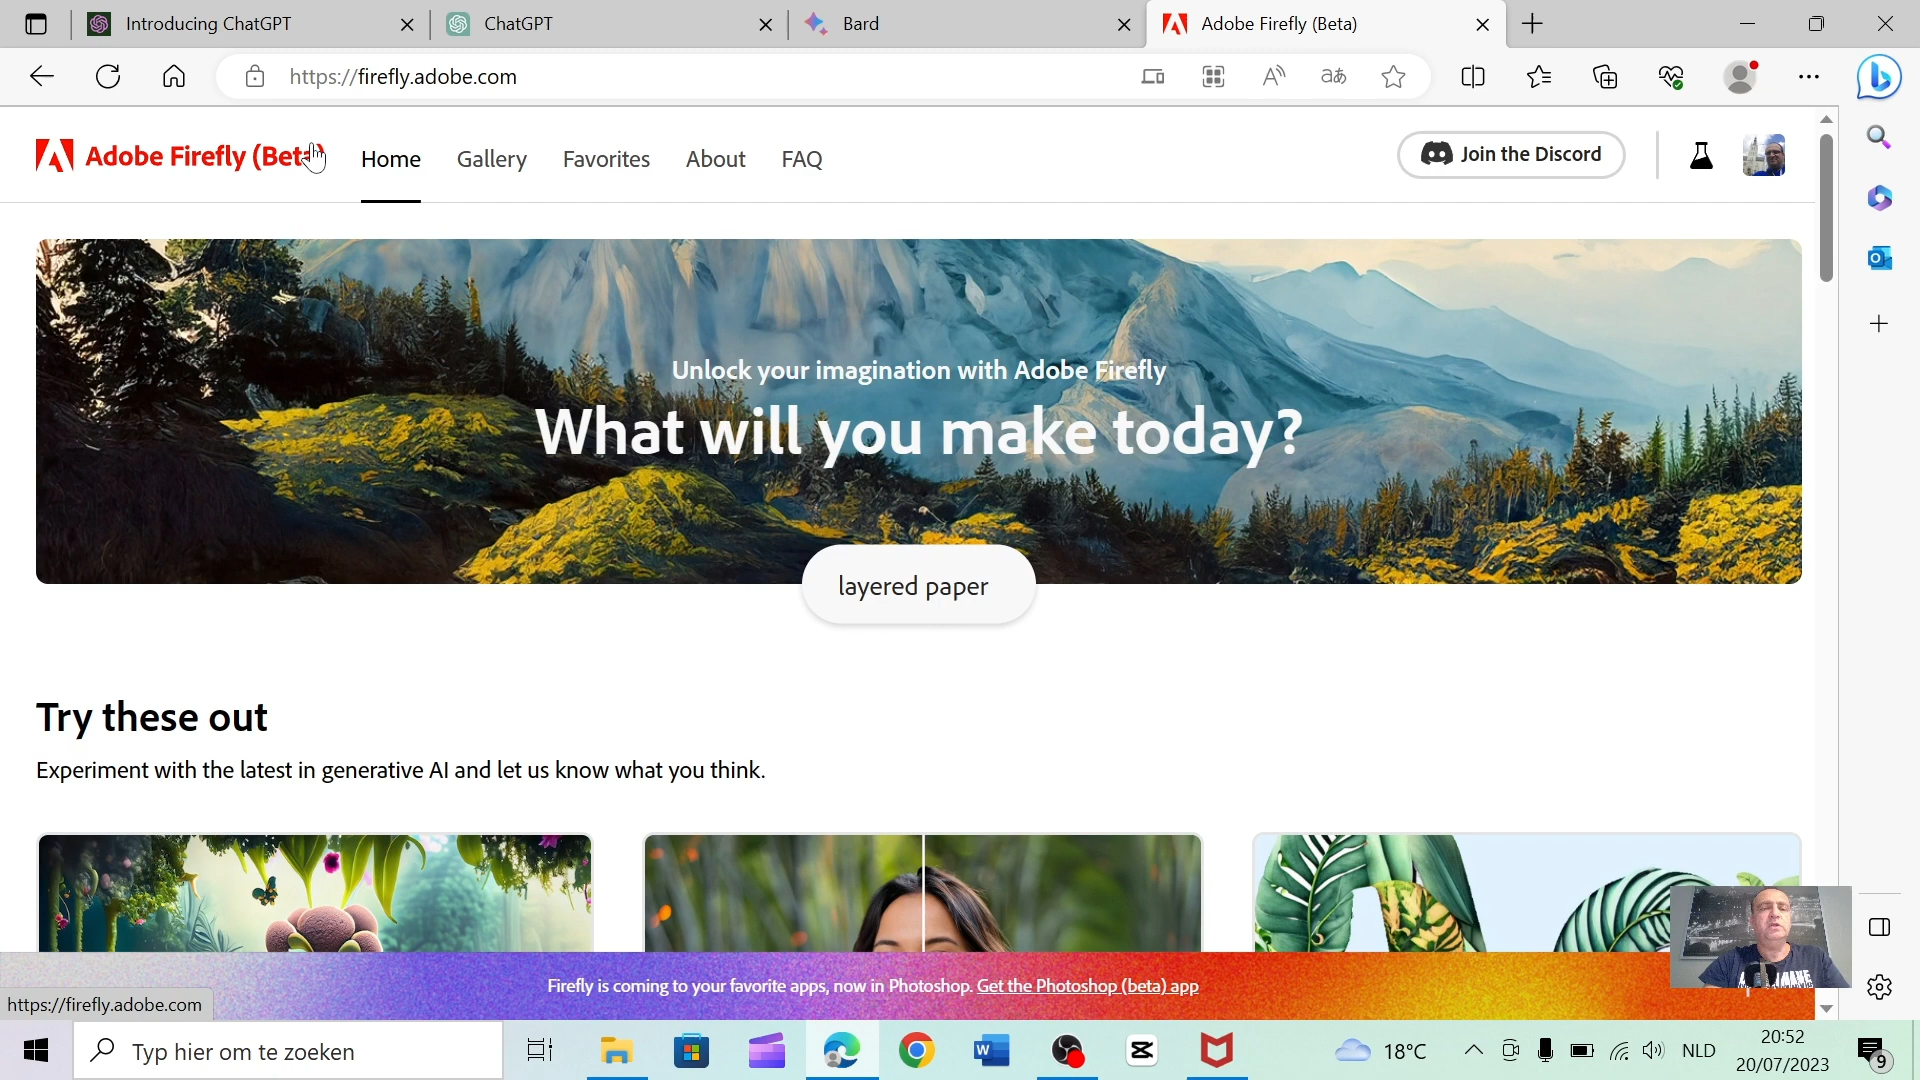 Introducing ChatGPT
ChatGPT
Bard
Adobe Firefly (Beta)
https://firefly.adobe.com
Adobe Firefly (Beta)
Home
Gallery
Favorites
About
FAQ
Join the Discord
Unlock your imagination with Adobe Firefly
What will you make today?
layered paper
Try these out
Experiment with the latest in generative AI and let us know what you think.
Firefly is coming to your favorite apps, now in Photoshop. Get the Photoshop (beta) app
https://firefly.adobe.com
Typ hier om te zoeken
18°C
NLD
20:52
20/07/2023
9